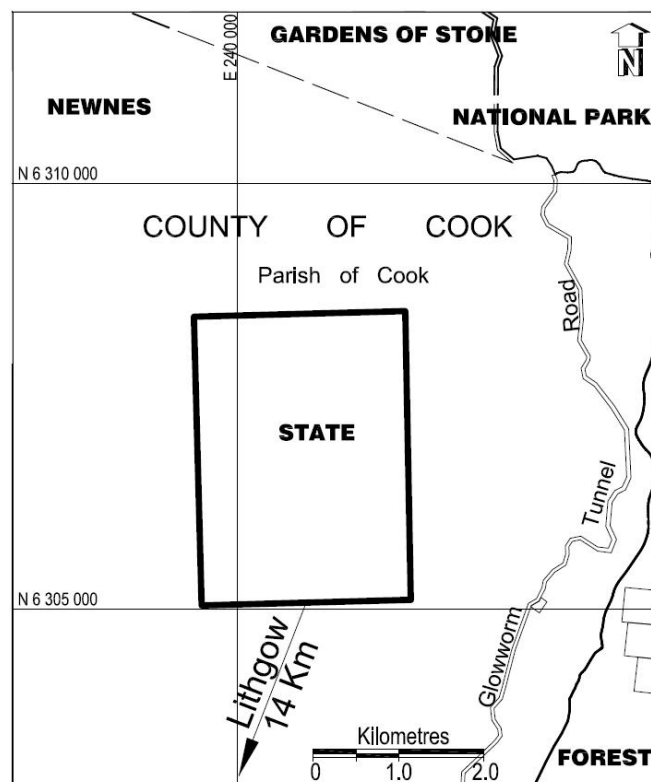 GARDENS OF STONE
E 240 000
N
NEWNES
NATIONAL PARK
N 6 310 000
COUNTY OF COOK
Parish of Cook
Road
STATE
Tunnel
N 6 305 000
Glowworm
Lithgow
14 Km
Kilometres
0 1.0 2.0
FOREST